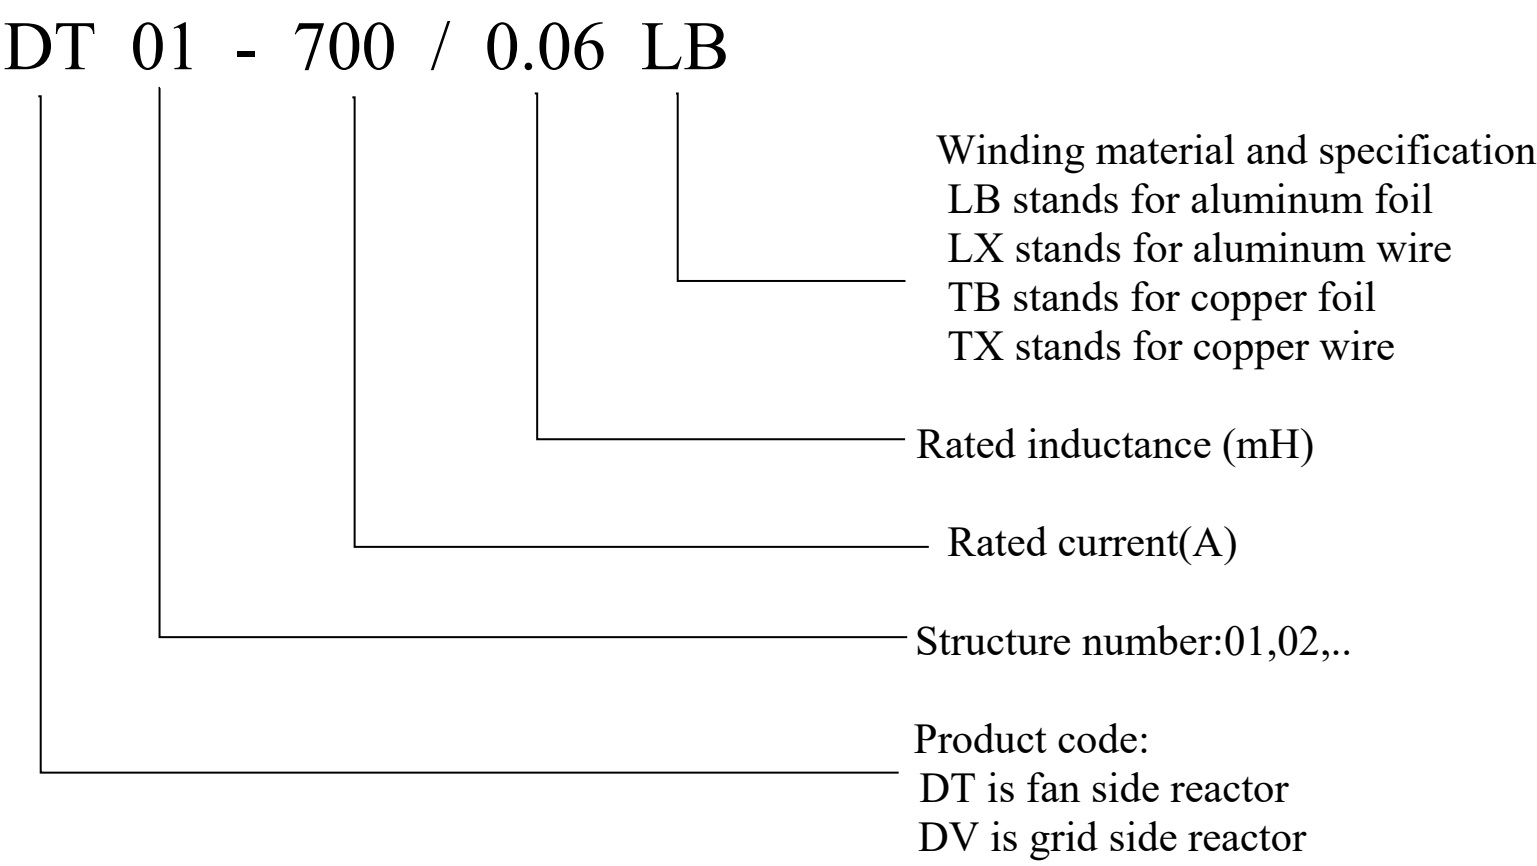 DT 01 - 700 / 0.06 LB
Winding material and specification
LB stands for aluminum foil
LX stands for aluminum wire
TB stands for copper foil
TX stands for copper wire
Rated inductance (mH)
Rated current(A)
Structure number:01,02,..
Product code:
DT is fan side reactor
DV is grid side reactor